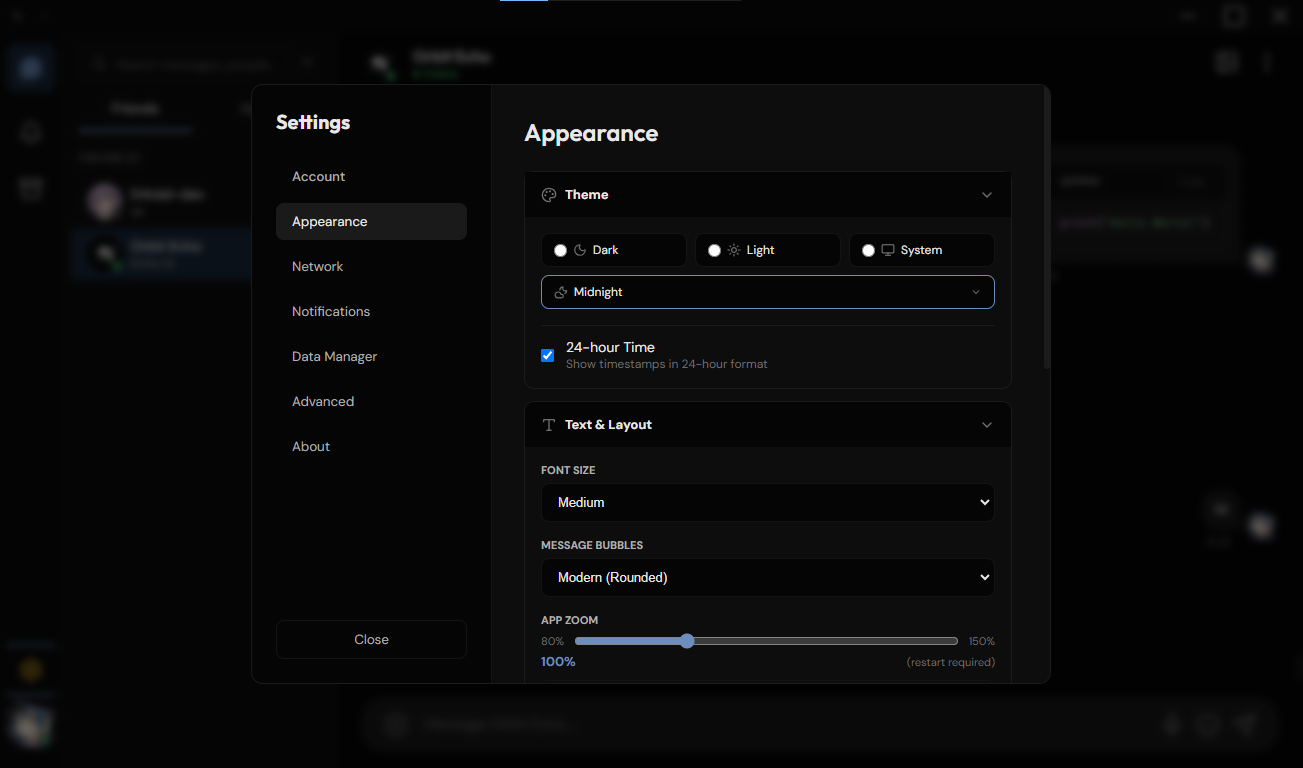 Settings
Account
Appearance
Network
Notifications
Data Manager
Advanced
About
Close
Appearance
Theme
Dark
Light
System
Midnight
24-hour Time
Show timestamps in 24-hour format
Text & Layout
FONT SIZE
Medium
MESSAGE BUBBLES
Modern (Rounded)
APP ZOOM
80%
150%
100%
(restart required)